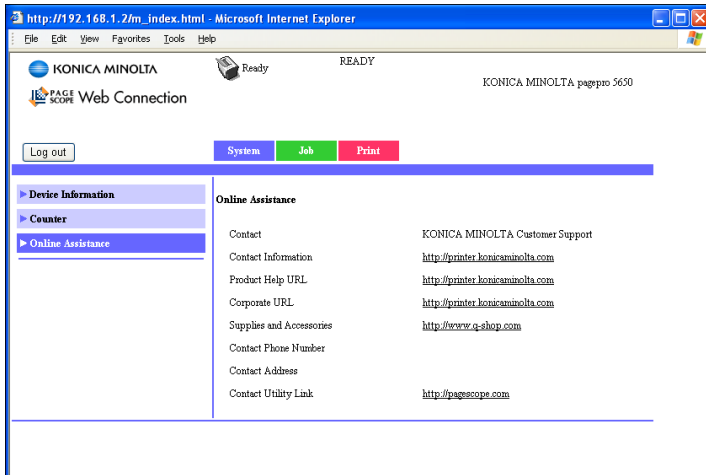 http://192.168.1.2/m_index.html - Microsoft Internet Explorer
File Edit View Favorites Tools Help
KONICA MINOLTA
Ready
READY
KONICA MINOLTA pagepro 5650
PAGE SCOPE Web Connection
Log out
System Job Print
Device Information
Counter
Online Assistance
Online Assistance
Contact KONICA MINOLTA Customer Support
Contact Information http://printer.konicaminolta.com
Product Help URL http://printer.konicaminolta.com
Corporate URL http://printer.konicaminolta.com
Supplies and Accessories http://www.q-shop.com
Contact Phone Number
Contact Address
Contact Utility Link http://pagescope.com